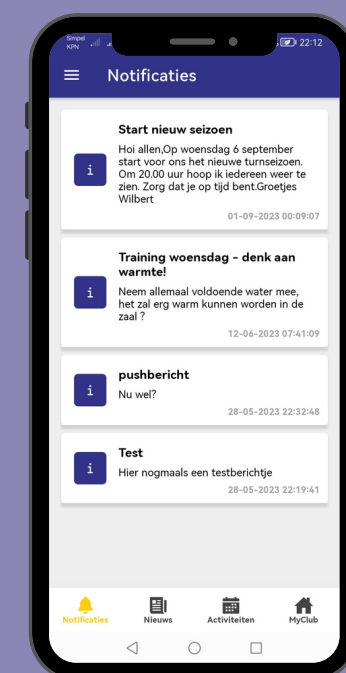 Simpel
KPN
22:12
Notificaties
Start nieuw seizoen
Hoi allen,Op woensdag 6 september
start voor ons het nieuwe turnseizoen.
Om 20.00 uur hoop ik iedereen weer te
zien. Zorg dat je op tijd bent.Groetjes
Wilbert
01-09-2023 00:09:07
i
Training woensdag - denk aan
warmte!
Neem allemaal voldoende water mee,
het zal erg warm kunnen worden in de
zaal ?
12-06-2023 07:41:09
i
pushbericht
Nu wel?
28-05-2023 22:32:48
i
Test
Hier nogmaals een testberichtje
28-05-2023 22:19:41
i
Notificaties
Nieuws
Activiteiten
MyClub